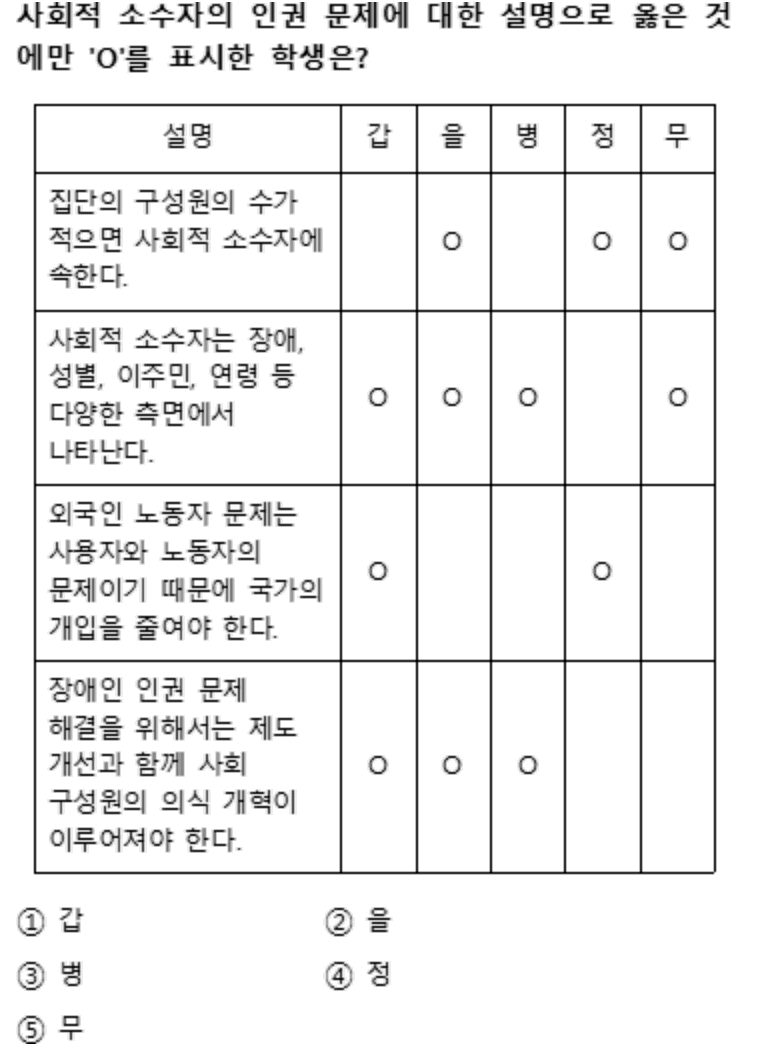 사회적 소수자의 인권 문제에 대한 설명으로 옳은 것
에만 'O'를 표시한 학생은?
설명 갑 을 병 정 무
집단의 구성원의 수가
적으면 사회적 소수자에 O O O
속한다.
사회적 소수자는 장애,
성별, 이주민, 연령 등
다양한 측면에서 O O O O
나타난다.
외국인 노동자 문제는
사용자와 노동자의
문제이기 때문에 국가의 O O
개입을 줄여야 한다.
장애인 인권 문제
해결을 위해서는 제도
개선과 함께 사회 O O O
구성원의 의식 개혁이
이루어져야 한다.
① 갑 ② 을
③ 병 ④ 정
⑤ 무